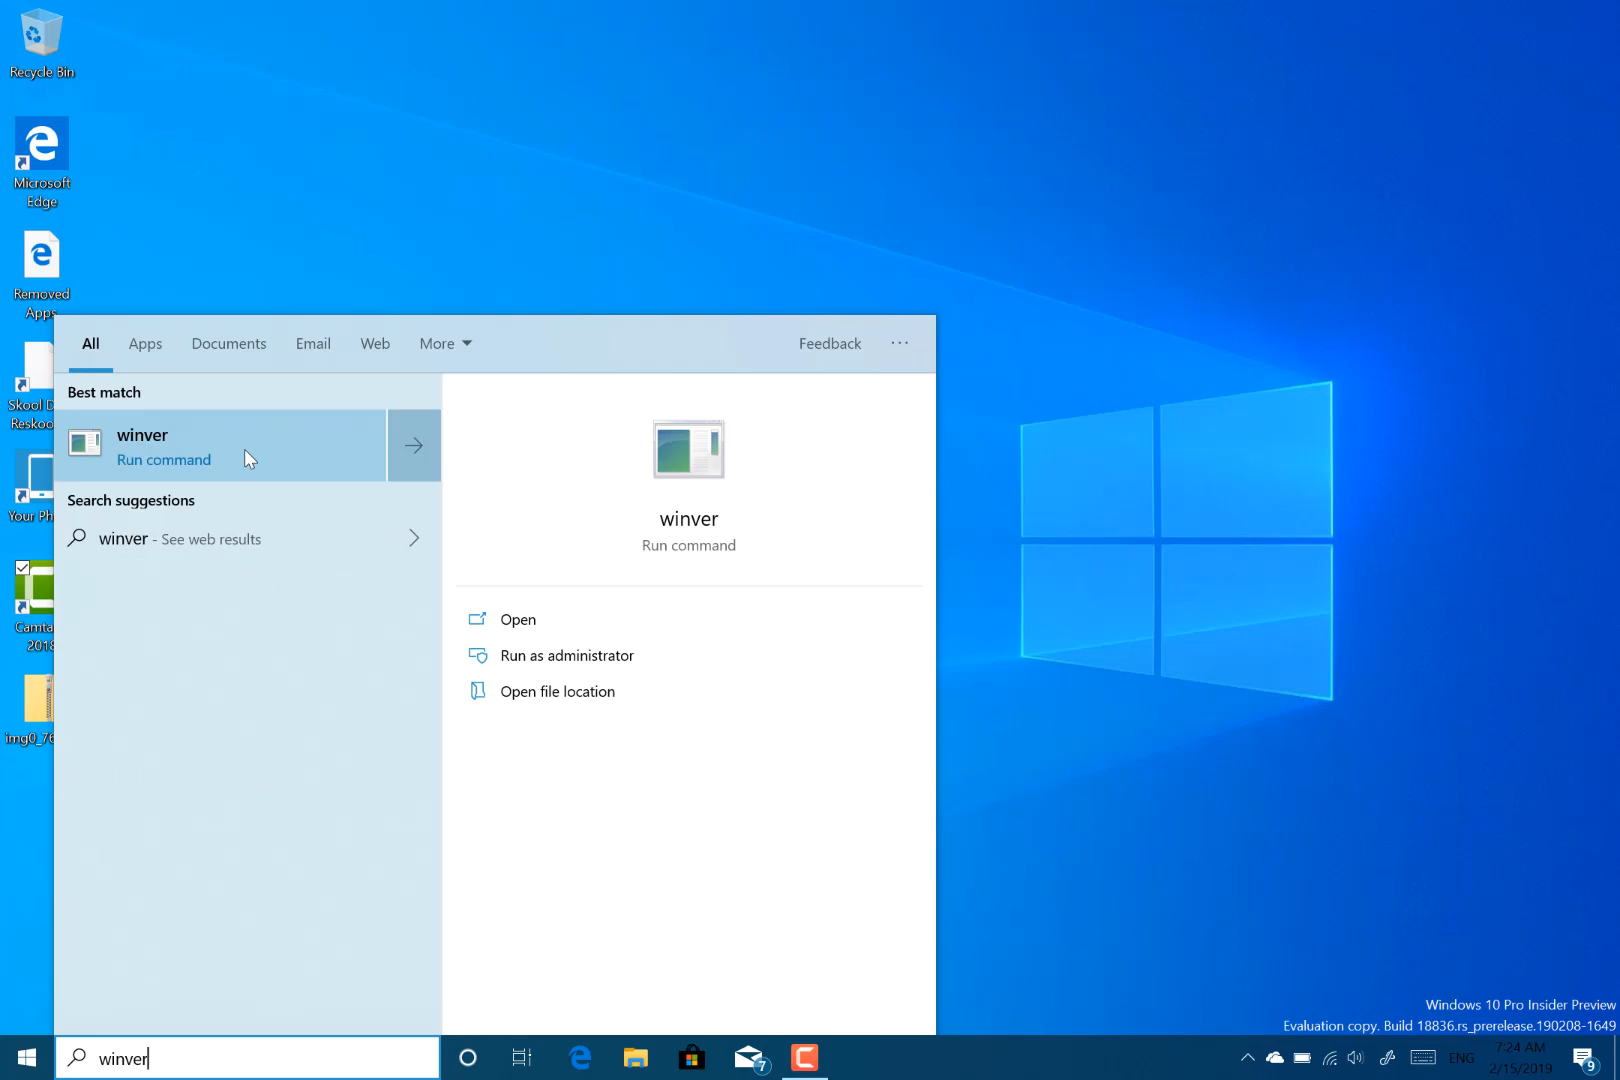 Recycle Bin
Microsoft
Edge
Removed
Apps
Skool D
Reskoo
Your Ph
Camta
2018
img0_76
All Apps Documents Email Web More Feedback ...
Best match
winver
Run command
Search suggestions
winver - See web results
winver
Run command
Open
Run as administrator
Open file location
Windows 10 Pro Insider Preview
Evaluation copy. Build 18836.rs_prerelease.190208-1649
winver
7
ENG
7:24 AM
2/15/2019
9